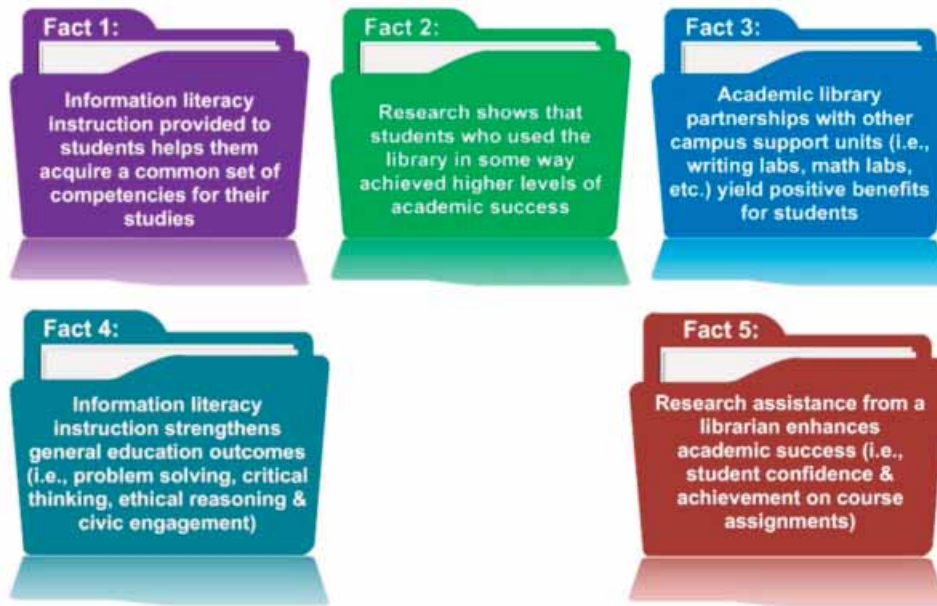 Fact 1:
Information literacy
instruction provided to
students helps them
acquire a common set of
competencies for their
studies
Fact 2:
Research shows that
students who used the
library in some way
achieved higher levels of
academic success
Fact 3:
Academic library
partnerships with other
campus support units (i.e.,
writing labs, math labs,
etc.) yield positive benefits
for students
Fact 4:
Information literacy
instruction strengthens
general education outcomes
(i.e., problem solving, critical
thinking, ethical reasoning &
civic engagement)
Fact 5:
Research assistance from a
librarian enhances
academic success (i.e.,
student confidence &
achievement on course
assignments)